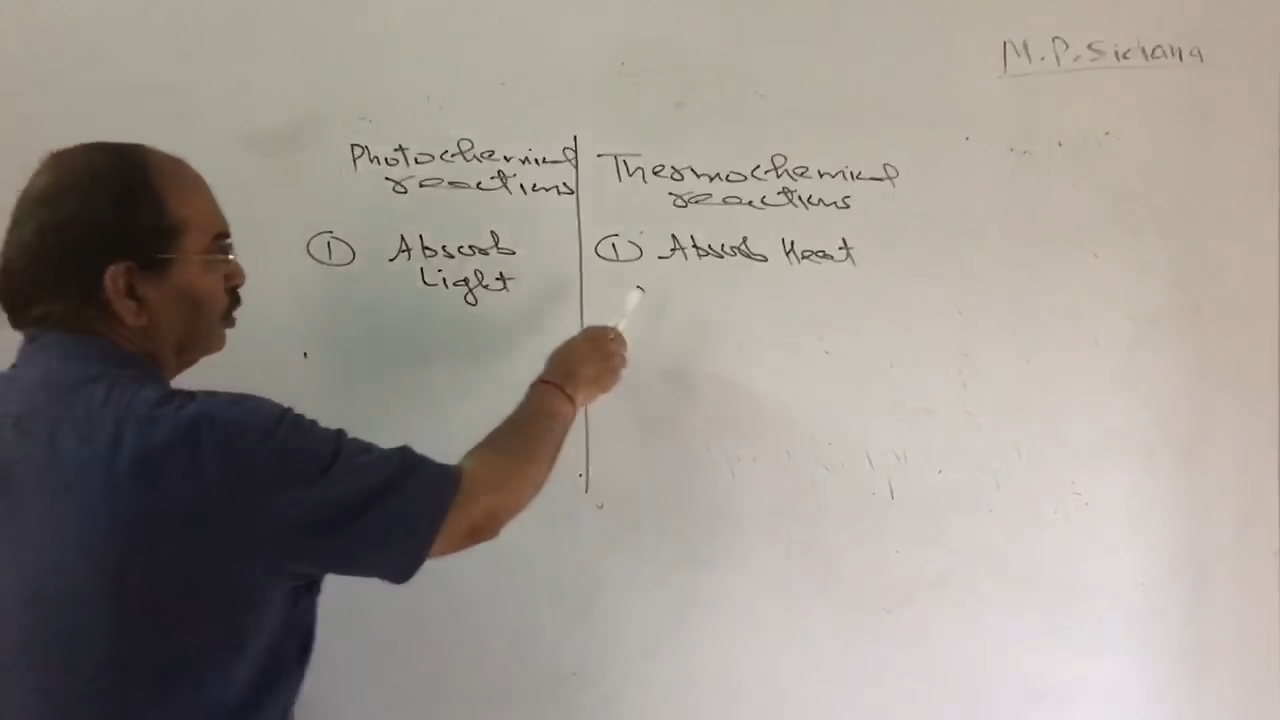 M.P.Sidana
Photochemical
reactions
Thermochemical
reactions
① Absorb
Light
① Absorb Heat